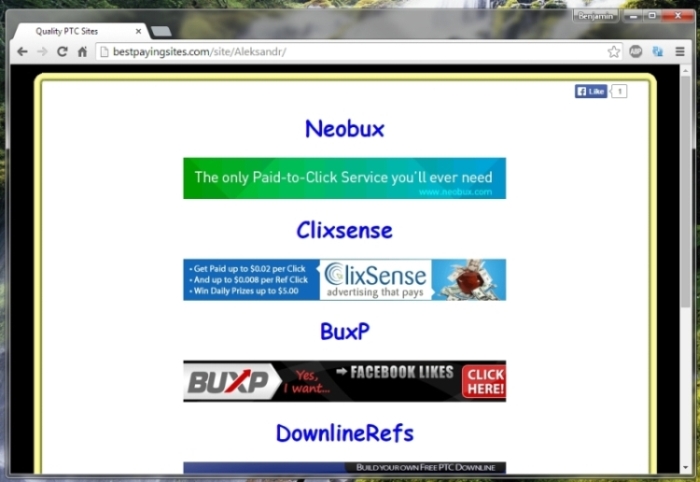 Benjamin
Quality PTC Sites
bestpayingsites.com/site/Aleksandr/
ABP
Like 1
Neobux
The only Paid-to-Click Service you'll ever need
www.neobux.com
Clixsense
• Get Paid up to $0.02 per Click
• And up to $0.008 per Ref Click
• Win Daily Prizes up to $5.00
ClixSense
advertising that pays
BuxP
BUXP
Yes,
I want...
FACEBOOK LIKES
CLICK
HERE!
DownlineRefs
BUILD YOUR OWN FREE PTC DOWNLINE